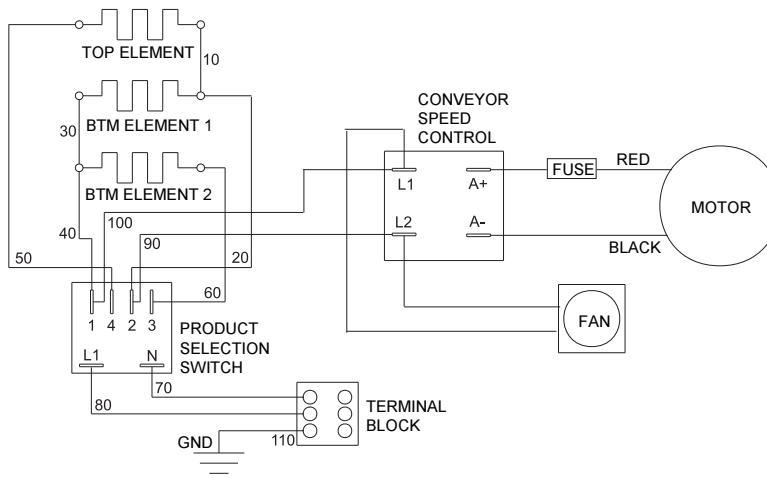 TOP ELEMENT
10
BTM ELEMENT 1
30
BTM ELEMENT 2
100
40
90
50
20
60
1 4 2 3
L1 N
PRODUCT
SELECTION
SWITCH
70
80
110
GND
TERMINAL
BLOCK
CONVEYOR
SPEED
CONTROL
L1 A+
L2 A-
FUSE
RED
BLACK
MOTOR
FAN